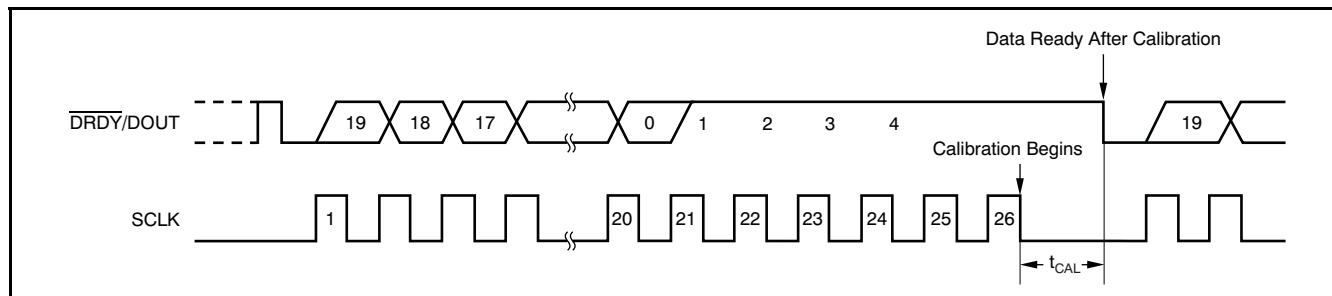 Data Ready After Calibration
DRDY/DOUT 19 18 17 0 1 2 3 4 19
Calibration Begins
SCLK 1 20 21 22 23 24 25 26
tCAL